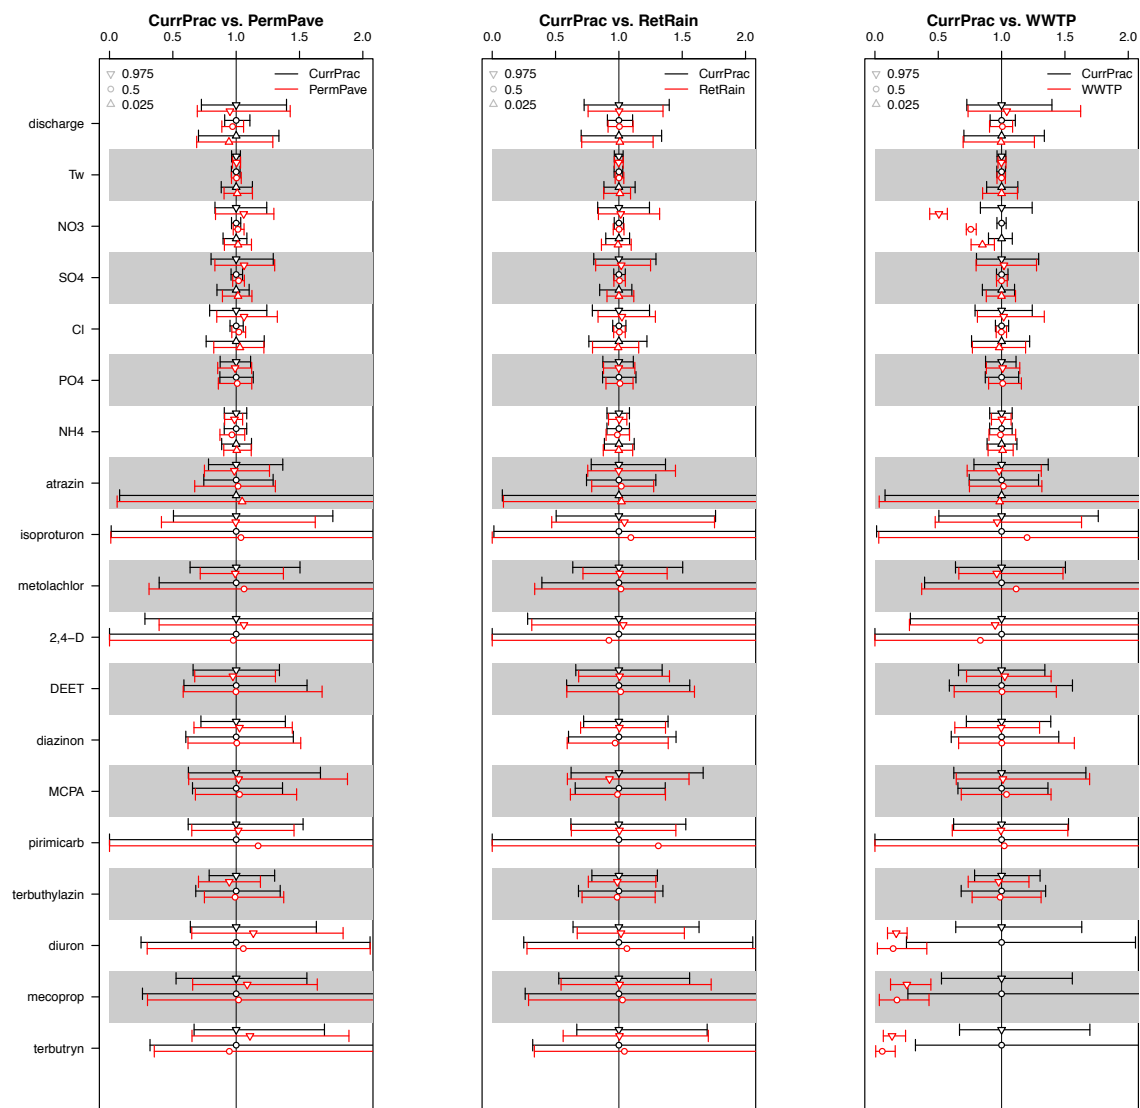 CurrPrac vs. PermPave
CurrPrac vs. RetRain
CurrPrac vs. WWTP
0.0 0.5 1.0 1.5 2.0
0.0 0.5 1.0 1.5 2.0
0.0 0.5 1.0 1.5 2.0
0.975
0.5
0.025
CurrPrac
PermPave
0.975
0.5
0.025
CurrPrac
RetRain
0.975
0.5
0.025
CurrPrac
WWTP
discharge
Tw
NO3
SO4
Cl
PO4
NH4
atrazin
isoproturon
metolachlor
2,4−D
DEET
diazinon
MCPA
pirimicarb
terbuthylazin
diuron
mecoprop
terbutryn